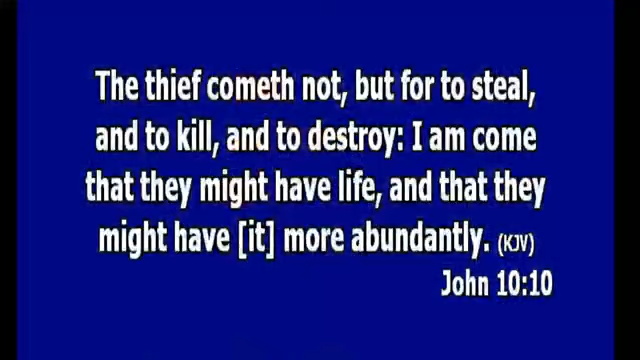 The thief cometh not, but for to steal,
and to kill, and to destroy: I am come
that they might have life, and that they
might have [it] more abundantly. (KJV)
John 10:10